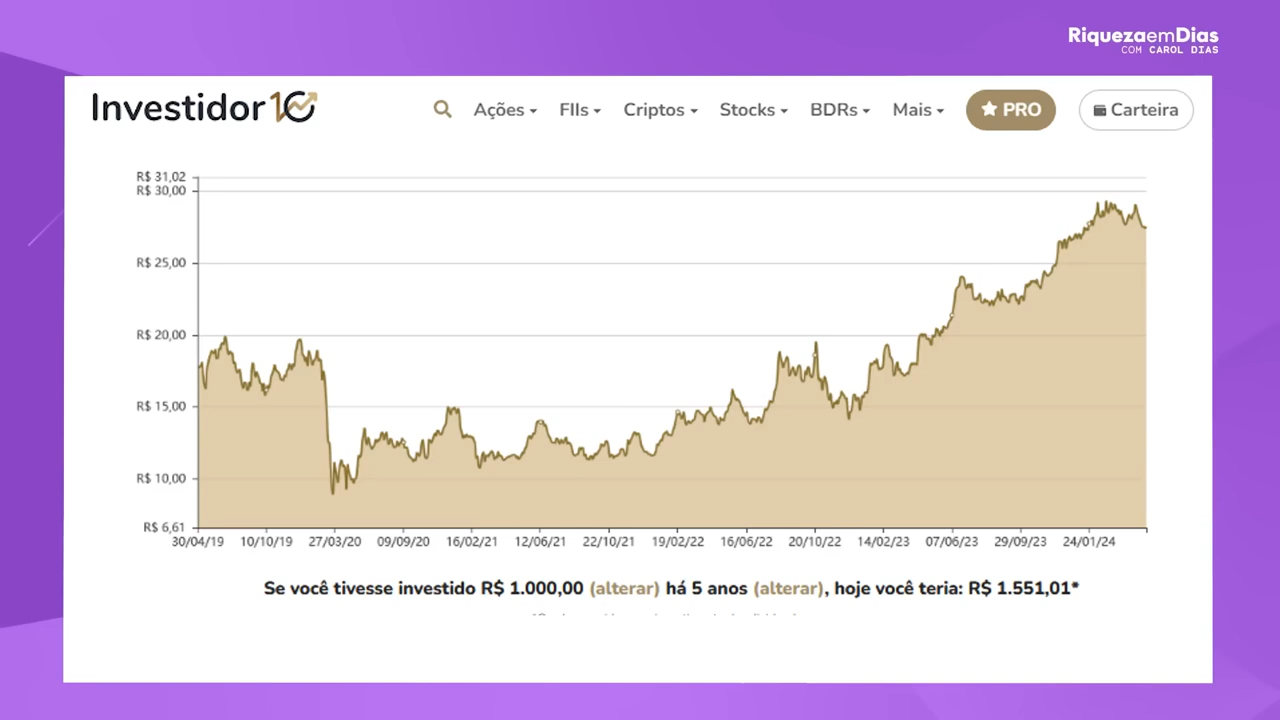 RiquezaemDias
COM CAROL DIAS
Investidor 10
Ações
FIIs
Criptos
Stocks
BDRs
Mais
PRO
Carteira
R$ 31,02
R$ 30,00
R$ 25,00
R$ 20,00
R$ 15,00
R$ 10,00
R$ 6,61
30/04/19 10/10/19 27/03/20 09/09/20 16/02/21 12/06/21 22/10/21 19/02/22 16/06/22 20/10/22 14/02/23 07/06/23 29/09/23 24/01/24
Se você tivesse investido R$ 1.000,00 (alterar) há 5 anos (alterar), hoje você teria: R$ 1.551,01*